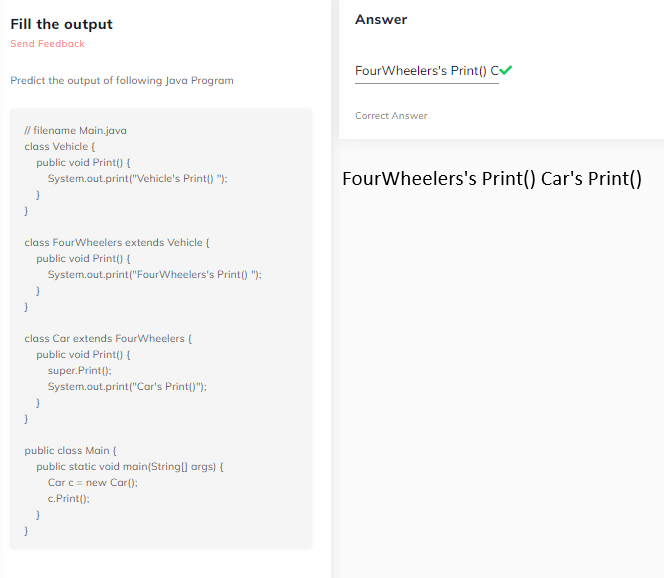 Fill the output
Send Feedback
Predict the output of following Java Program
// filename Main.java
class Vehicle {
    public void Print() {
        System.out.print("Vehicle's Print() ");
    }
}

class FourWheelers extends Vehicle {
    public void Print() {
        System.out.print("FourWheelers's Print() ");
    }
}

class Car extends FourWheelers {
    public void Print() {
        super.Print();
        System.out.print("Car's Print()");
    }
}

public class Main {
    public static void main(String[] args) {
        Car c = new Car();
        c.Print();
    }
}
Answer
FourWheelers's Print() C
Correct Answer
FourWheelers's Print() Car's Print()